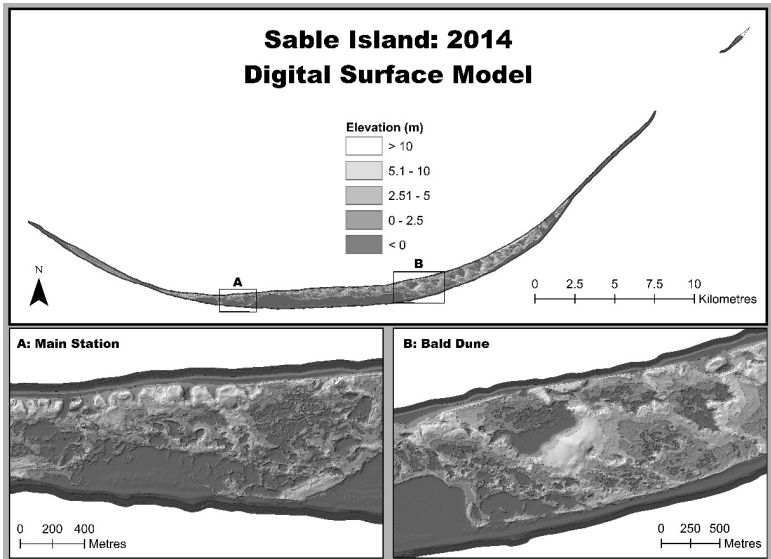 Sable Island: 2014
Digital Surface Model
Elevation (m)
> 10
5.1 - 10
2.51 - 5
0 - 2.5
< 0
N
A
B
0 2.5 5 7.5 10
Kilometres
A: Main Station
0 200 400
Metres
B: Bald Dune
0 250 500
Metres